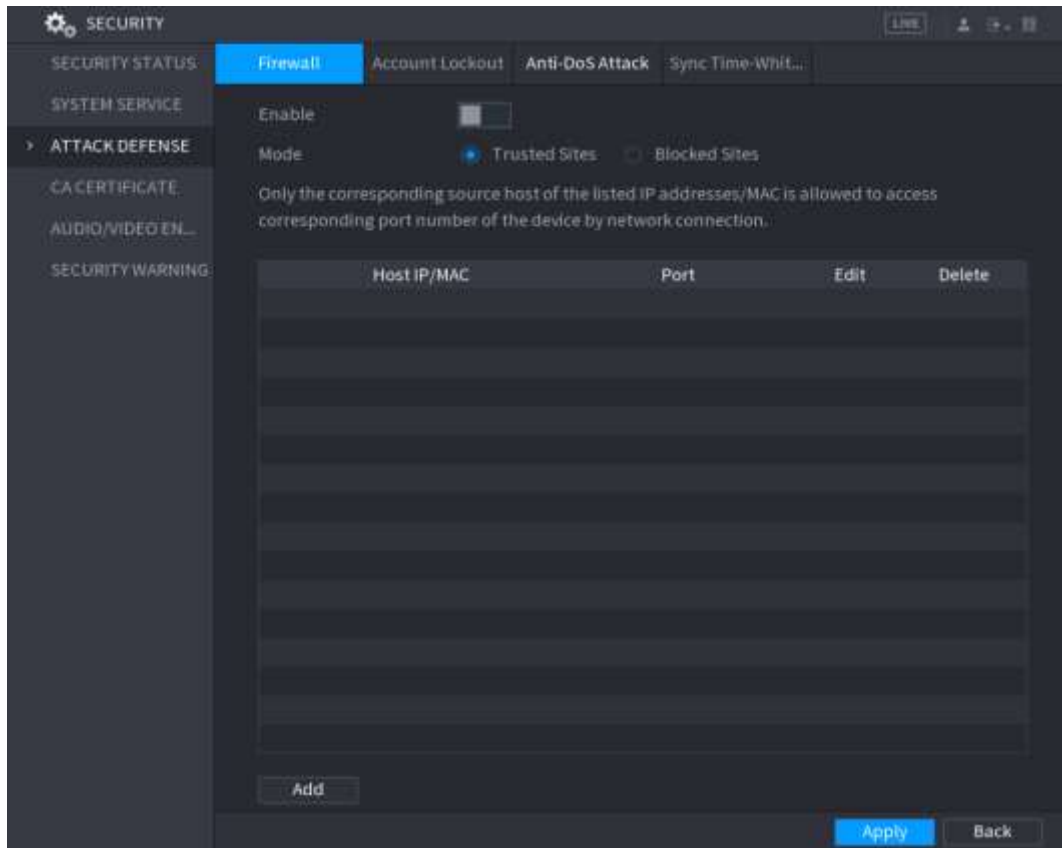 SECURITY
LIVE
SECURITY STATUS
SYSTEM SERVICE
ATTACK DEFENSE
CA CERTIFICATE
AUDIO/VIDEO EN...
SECURITY WARNING
Firewall Account Lockout Anti-DoS Attack Sync Time-Whit...
Enable
Mode Trusted Sites Blocked Sites
Only the corresponding source host of the listed IP addresses/MAC is allowed to access
corresponding port number of the device by network connection.
Host IP/MAC Port Edit Delete
Add
Apply Back